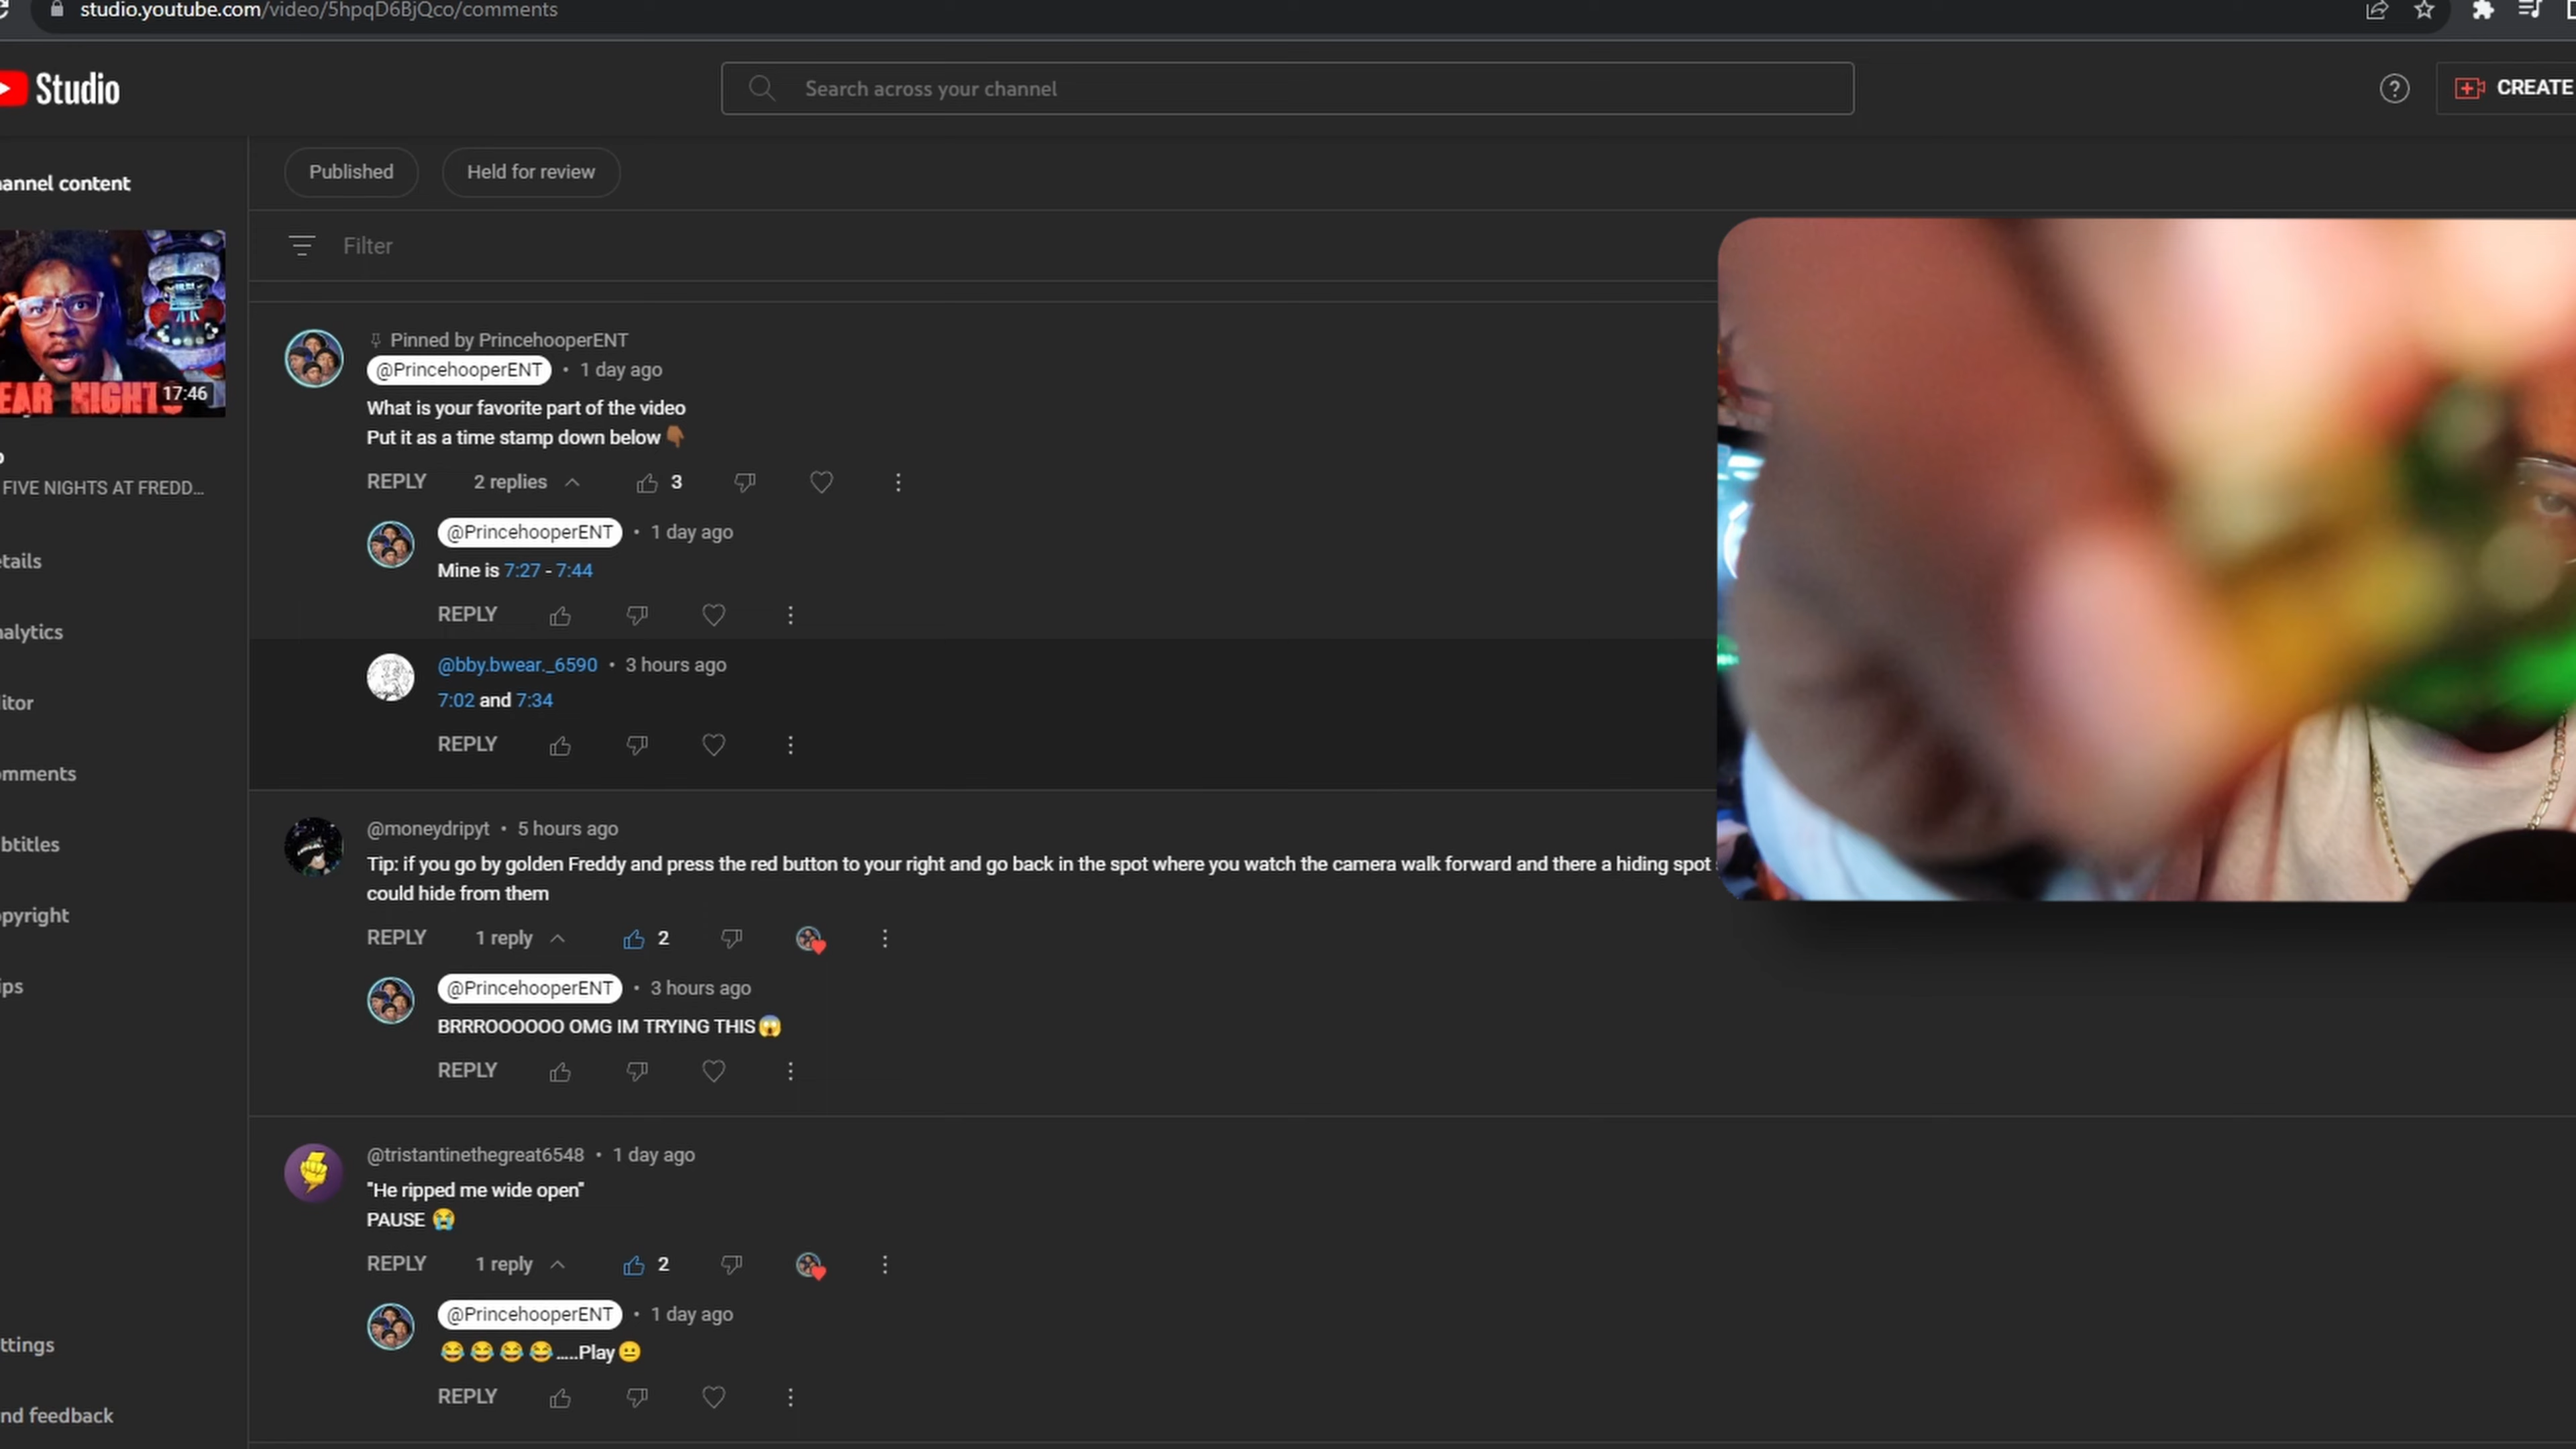 studio.youtube.com/video/5hpqD6BjQco/comments
Studio
Search across your channel
CREATE
annel content
Published
Held for review
Filter
EAR NIGHT
17:46
FIVE NIGHTS AT FREDD...
etails
nalytics
itor
omments
btitles
opyright
ips
ttings
nd feedback
Pinned by PrincehooperENT
@PrincehooperENT • 1 day ago
What is your favorite part of the video
Put it as a time stamp down below 👇🏾
REPLY 2 replies 3
@PrincehooperENT • 1 day ago
Mine is 7:27 - 7:44
REPLY
@bby.bwear._6590 • 3 hours ago
7:02 and 7:34
REPLY
@moneydripyt • 5 hours ago
Tip: if you go by golden Freddy and press the red button to your right and go back in the spot where you watch the camera walk forward and there a hiding spot
could hide from them
REPLY 1 reply 2
@PrincehooperENT • 3 hours ago
BRRROOOOOO OMG IM TRYING THIS😱
REPLY
@tristantinethegreat6548 • 1 day ago
"He ripped me wide open"
PAUSE 😭
REPLY 1 reply 2
@PrincehooperENT • 1 day ago
😂😂😂😂.....Play😐
REPLY